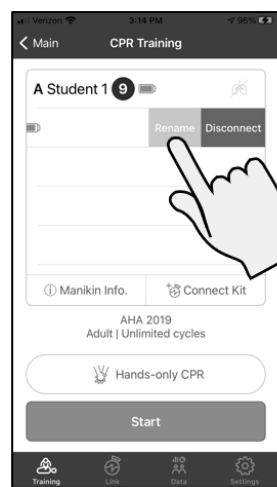 Verizon 3:14 PM 96%
Main CPR Training
A Student 1 9
Rename Disconnect
Manikin Info. Connect Kit
AHA 2019
Adult | Unlimited cycles
Hands-only CPR
Start
Training Link Data Settings